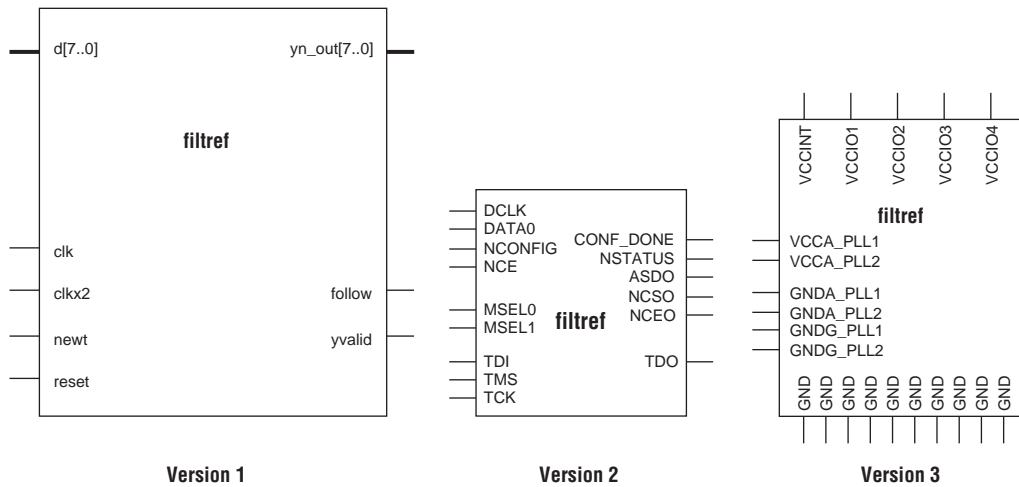 d[7..0]
yn_out[7..0]
filtref
clk
clkx2
follow
newt
yvalid
reset
Version 1
DCLK
DATA0
NCONFIG
NCE
CONF_DONE
NSTATUS
ASDO
NCSO
NCEO
MSEL0
MSEL1
filtref
TDI
TMS
TCK
TDO
Version 2
VCCINT
VCCIO1
VCCIO2
VCCIO3
VCCIO4
filtref
VCCA_PLL1
VCCA_PLL2
GNDA_PLL1
GNDA_PLL2
GNDG_PLL1
GNDG_PLL2
GND
GND
GND
GND
GND
GND
GND
GND
GND
GND
Version 3